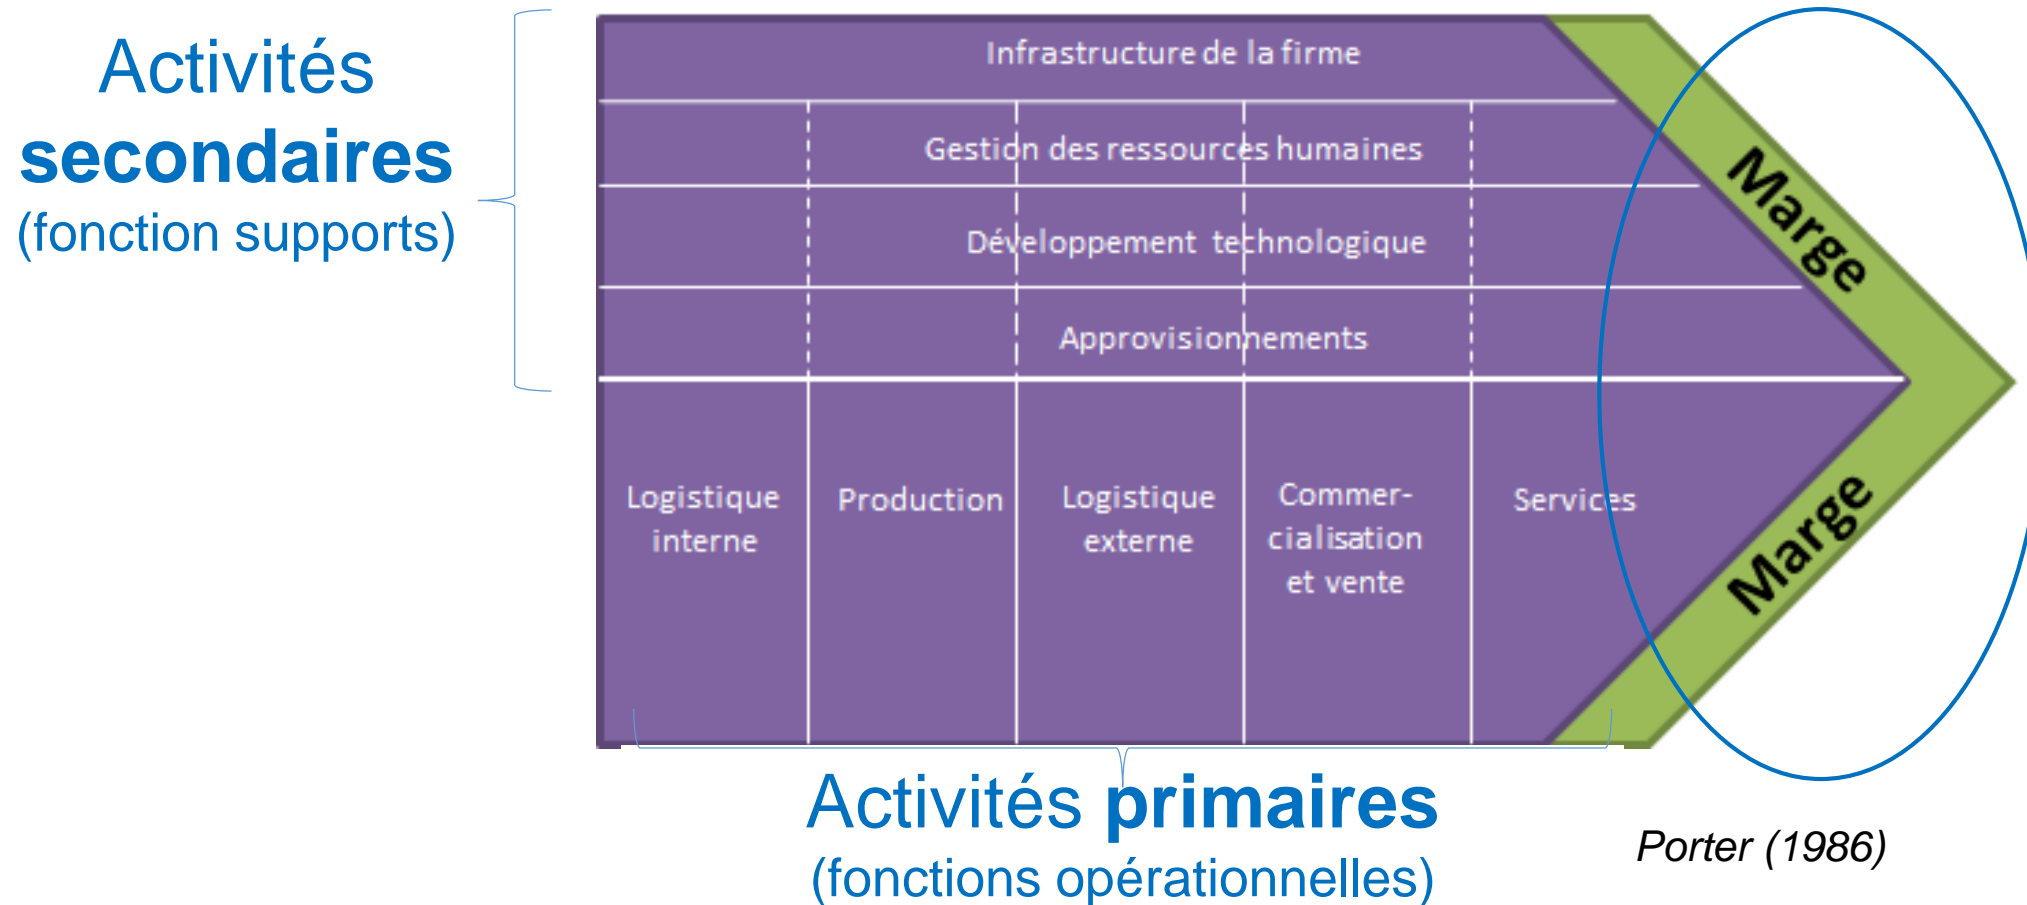 Activités
secondaires
(fonction supports)
Infrastructure de la firme
Gestion des ressources humaines
Développement technologique
Approvisionnements
Logistique
interne
Production
Logistique
externe
Commer-
cialisation
et vente
Services
Marge
Marge
Activités primaires
(fonctions opérationnelles)
Porter (1986)